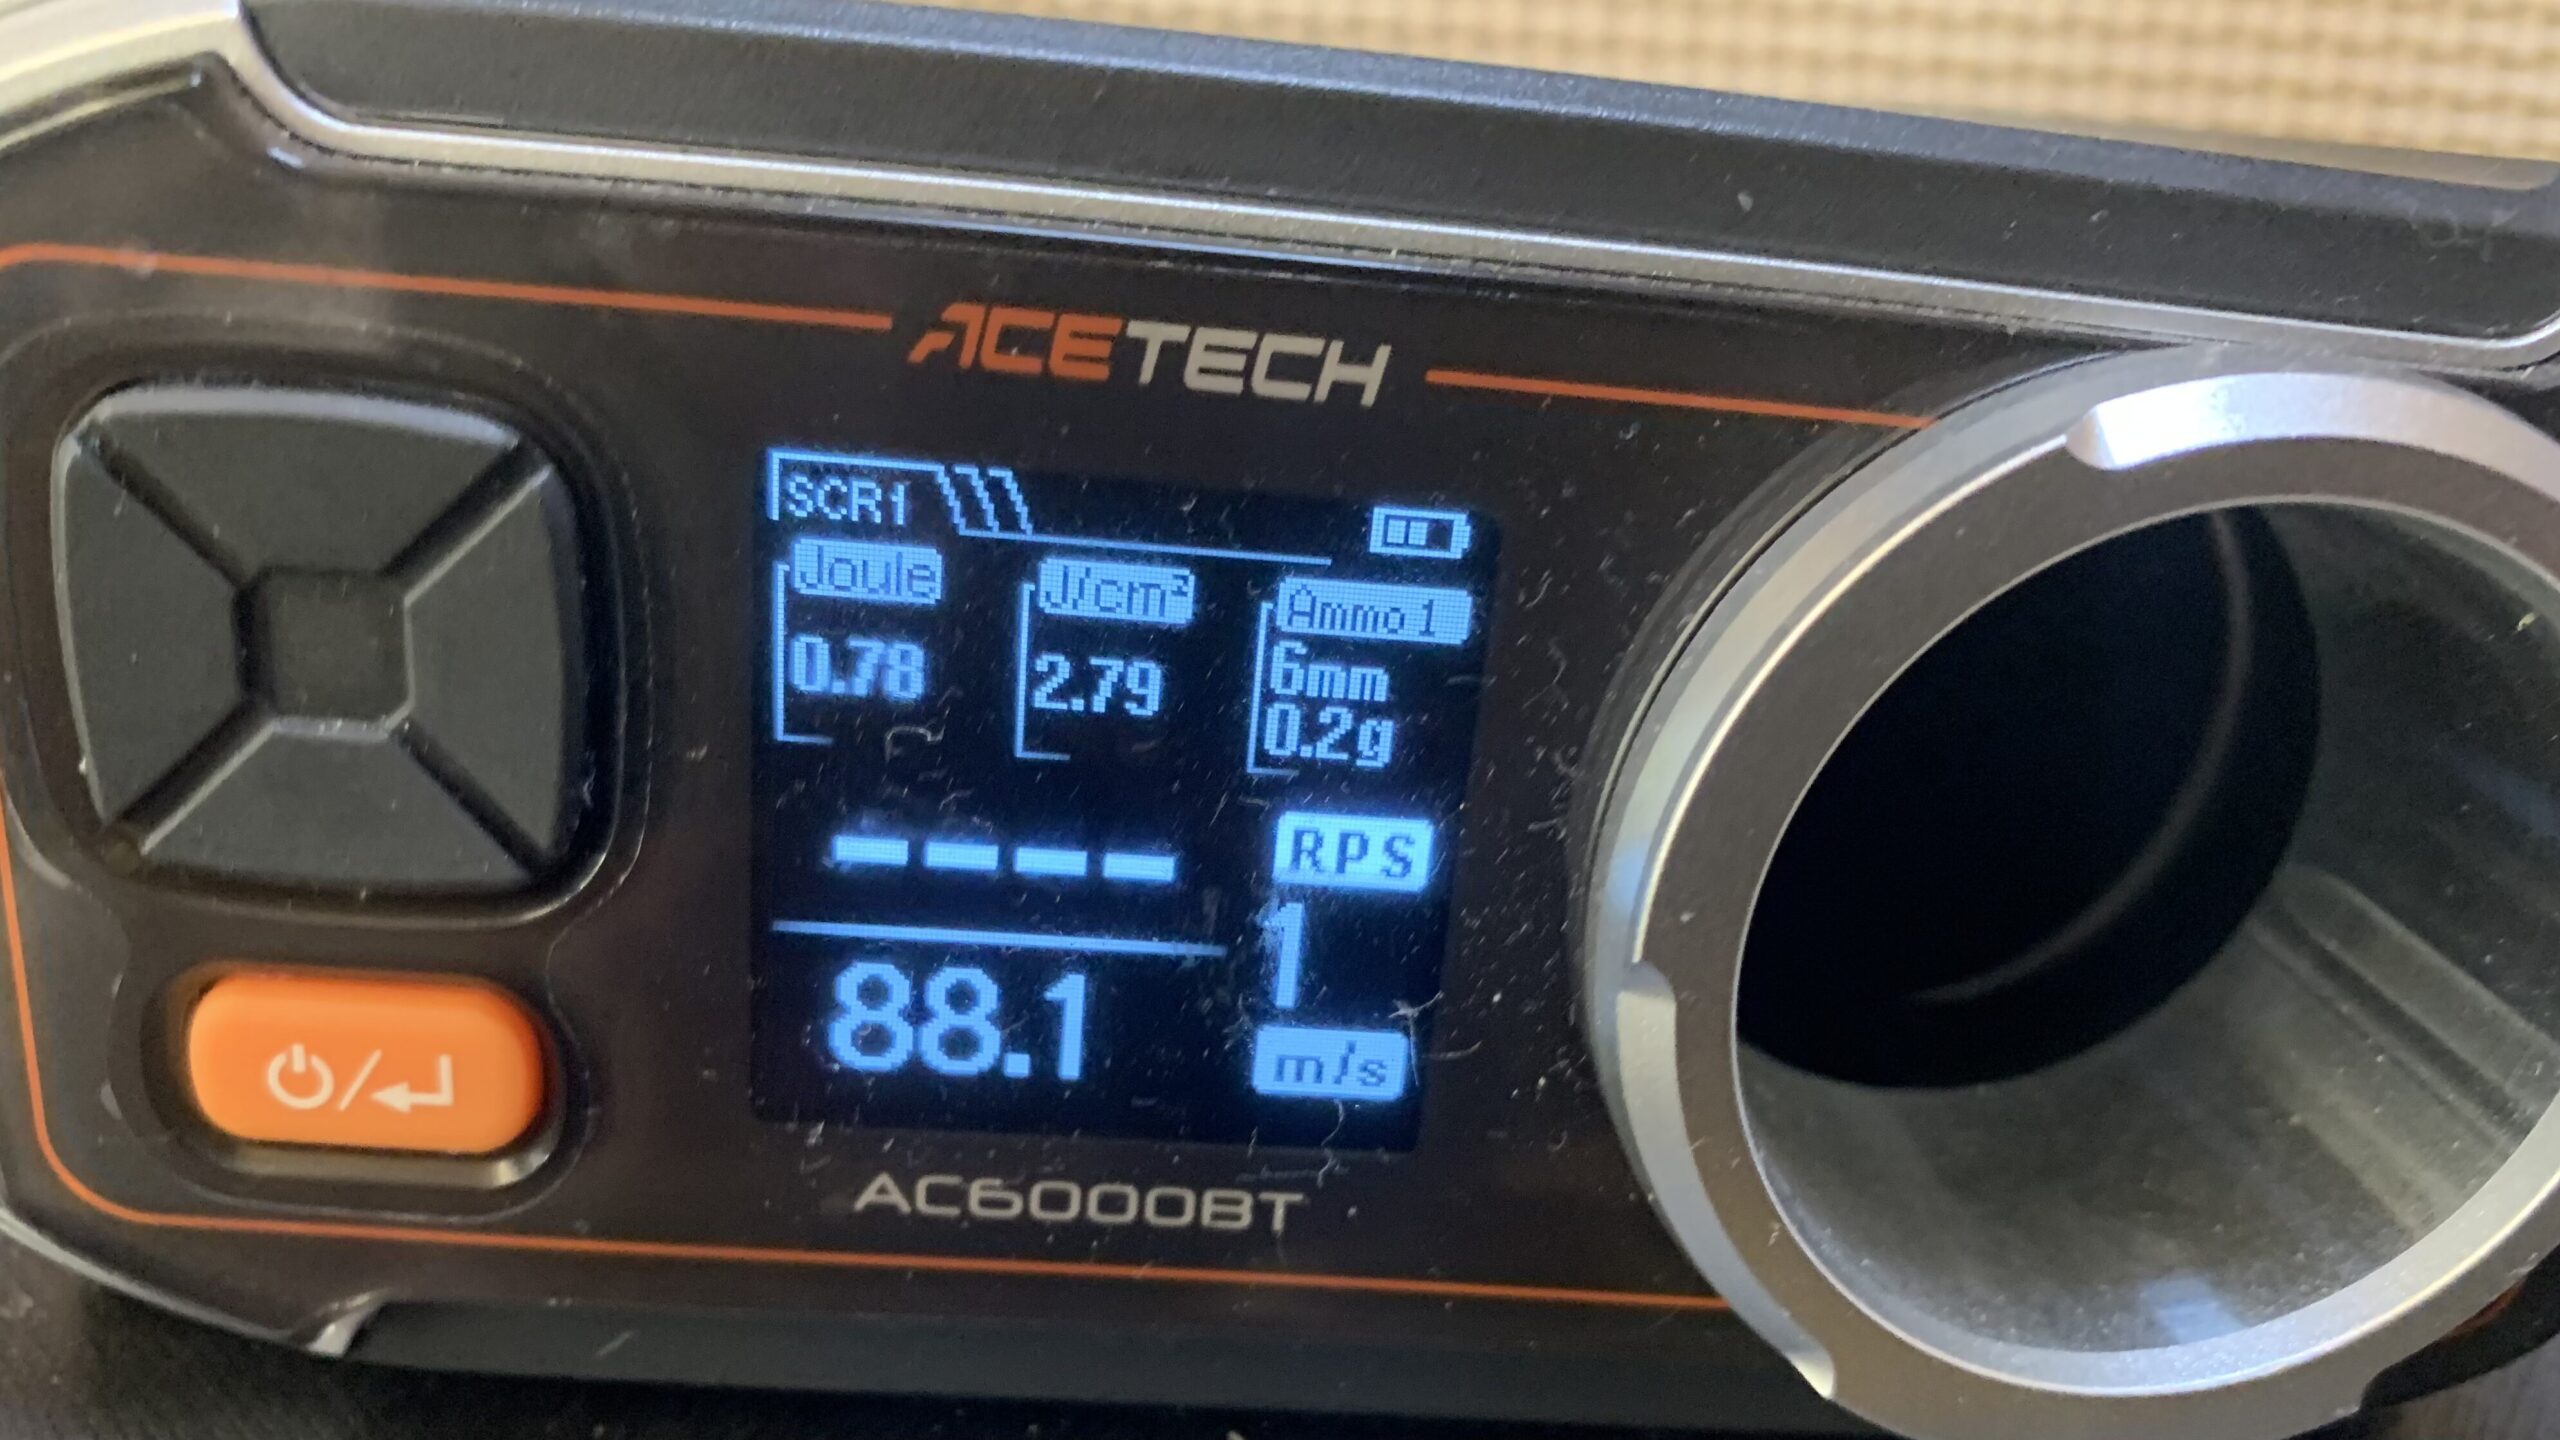 ACETECH
SCR1
Joule
0.78
J/cm²
2.79
Ammo 1
6mm
0.2g
----
RPS
1
88.1
m/s
AC6000BT